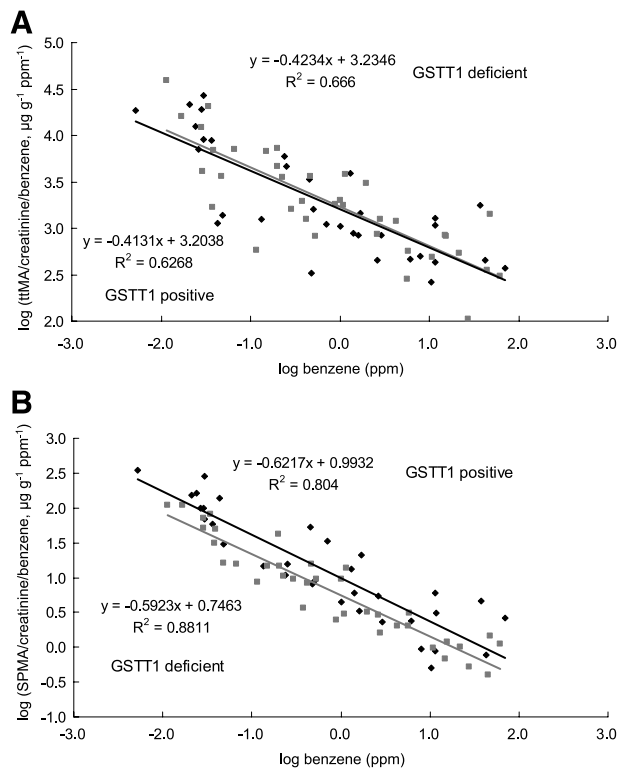 A
y = -0.4234x + 3.2346
R² = 0.666
GSTT1 deficient
y = -0.4131x + 3.2038
R² = 0.6268
GSTT1 positive
log (ttMA/creatinine/benzene, µg g⁻¹ ppm⁻¹)
5.0
4.5
4.0
3.5
3.0
2.5
2.0
-3.0 -2.0 -1.0 0.0 1.0 2.0 3.0
log benzene (ppm)
B
y = -0.6217x + 0.9932
R² = 0.804
GSTT1 positive
y = -0.5923x + 0.7463
R² = 0.8811
GSTT1 deficient
log (SPMA/creatinine/benzene, µg g⁻¹ ppm⁻¹)
3.0
2.5
2.0
1.5
1.0
0.5
0.0
-0.5
-1.0
-3.0 -2.0 -1.0 0.0 1.0 2.0 3.0
log benzene (ppm)